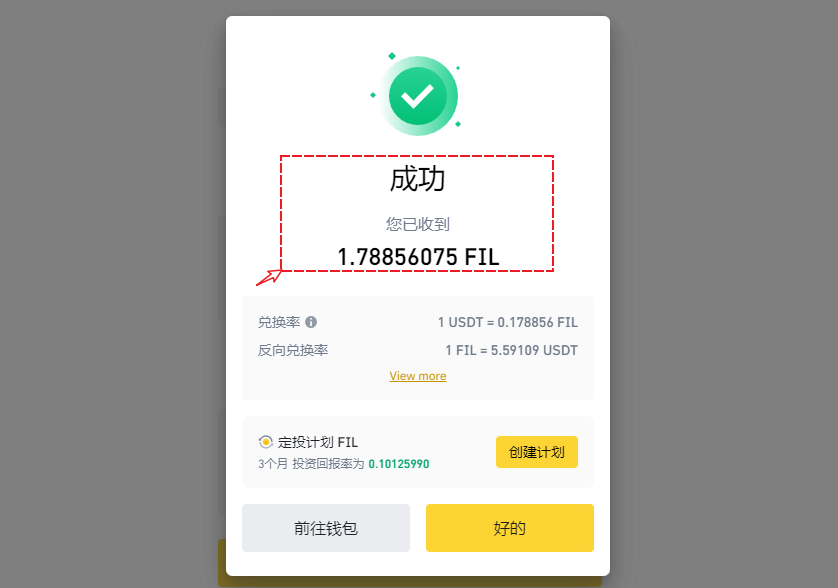 成功
您已收到
1.78856075 FIL
兑换率 1 USDT = 0.178856 FIL
反向兑换率 1 FIL = 5.59109 USDT
View more
定投计划 FIL
3个月 投资回报率为 0.10125990
创建计划
前往钱包 好的